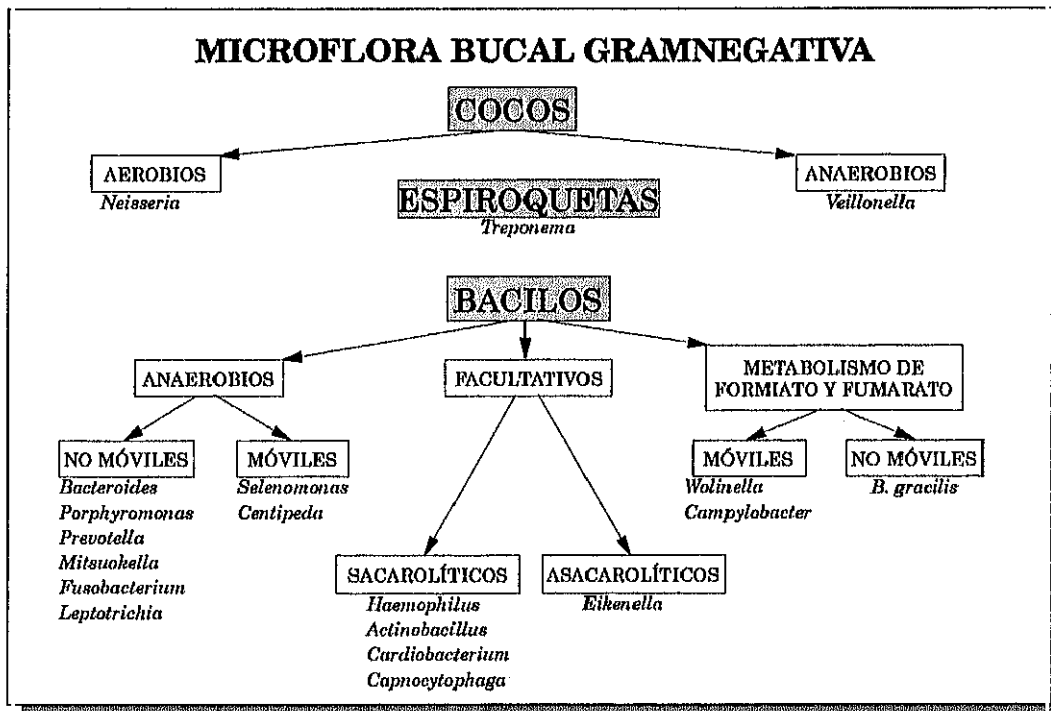 MICROFLORA BUCAL GRAMNEGATIVA
COCOS
AEROBIOS
Neisseria
ANAEROBIOS
Veillonella
ESPIROQUETAS
Treponema
BACILOS
ANAEROBIOS
FACULTATIVOS
METABOLISMO DE
FORMIATO Y FUMARATO
NO MÓVILES
Bacteroides
Porphyromonas
Prevotella
Mitsuokella
Fusobacterium
Leptotrichia
MÓVILES
Selenomonas
Centipeda
MÓVILES
Wolinella
Campylobacter
NO MÓVILES
B. gracilis
SACAROLÍTICOS
Haemophilus
Actinobacillus
Cardiobacterium
Capnocytophaga
ASACAROLÍTICOS
Eikenella